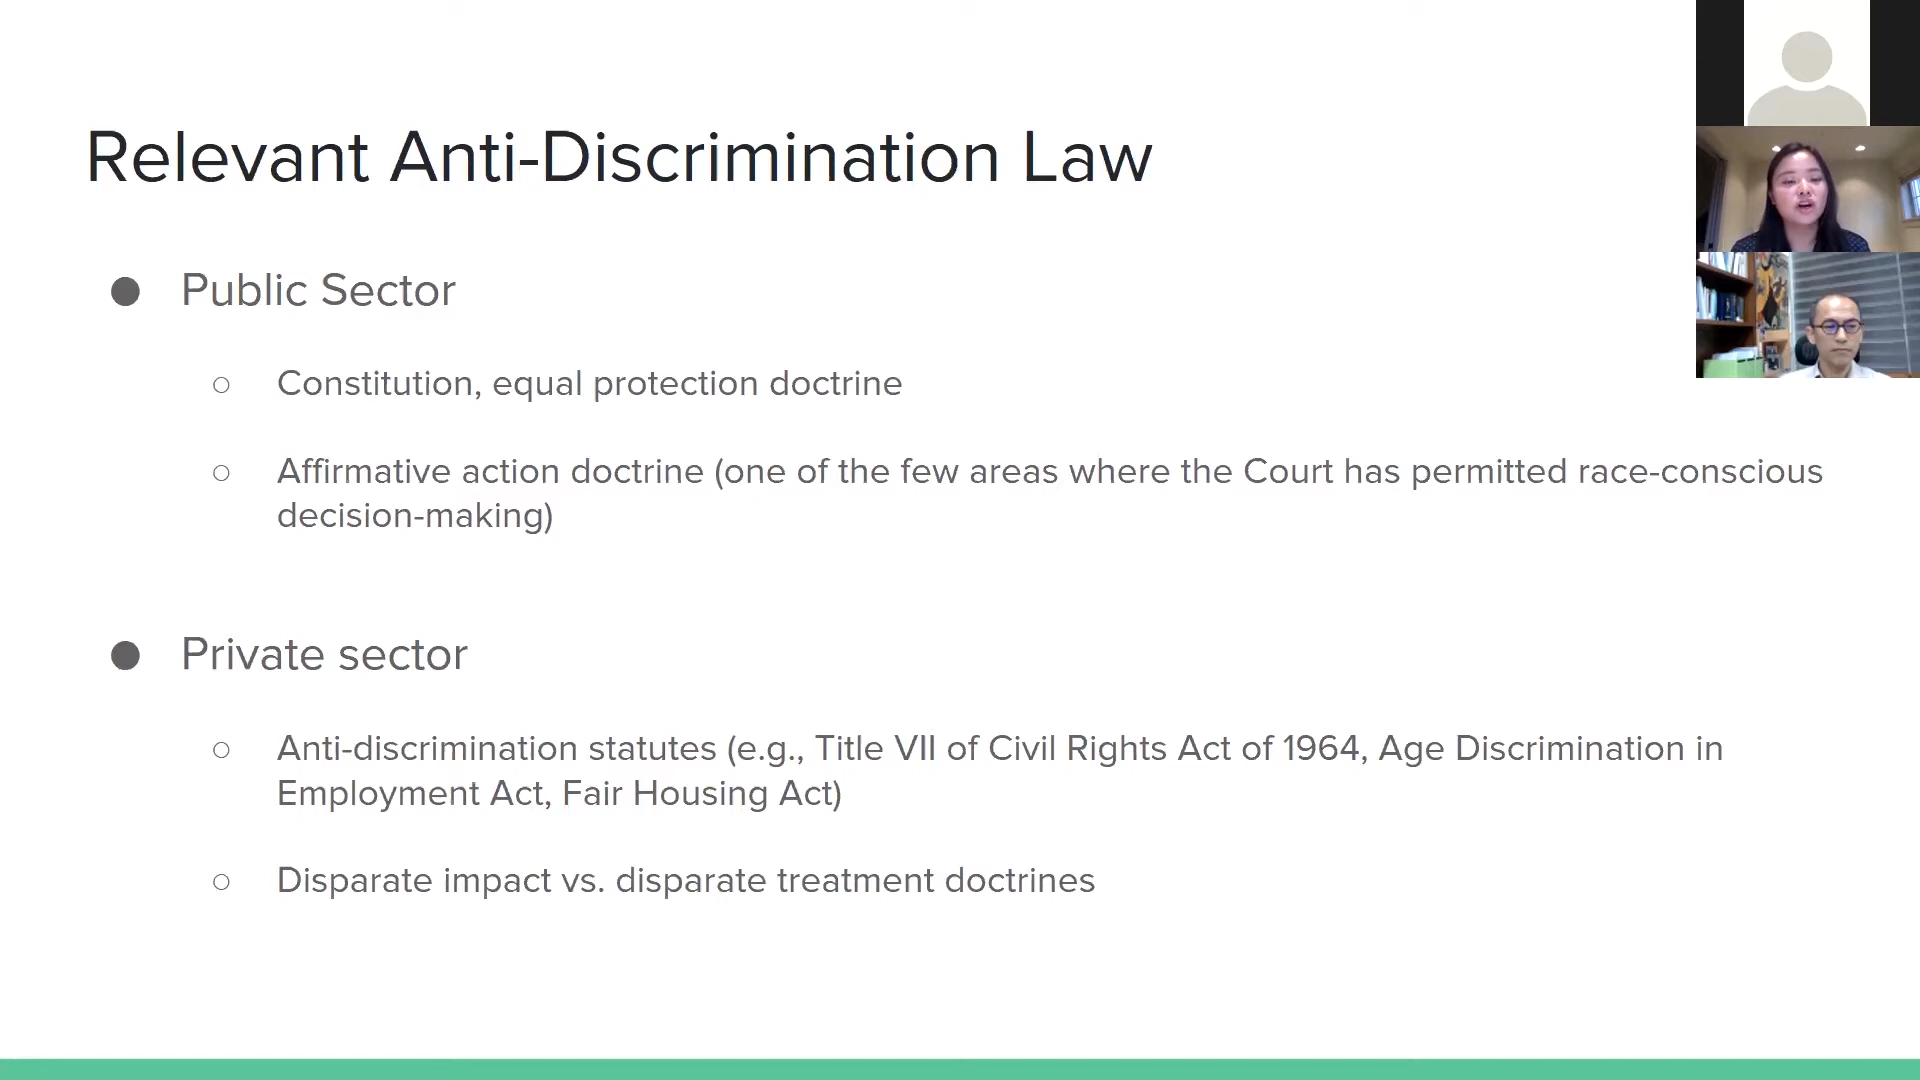 Relevant Anti-Discrimination Law
● Public Sector
○ Constitution, equal protection doctrine
○ Affirmative action doctrine (one of the few areas where the Court has permitted race-conscious
decision-making)
● Private sector
○ Anti-discrimination statutes (e.g., Title VII of Civil Rights Act of 1964, Age Discrimination in
Employment Act, Fair Housing Act)
○ Disparate impact vs. disparate treatment doctrines